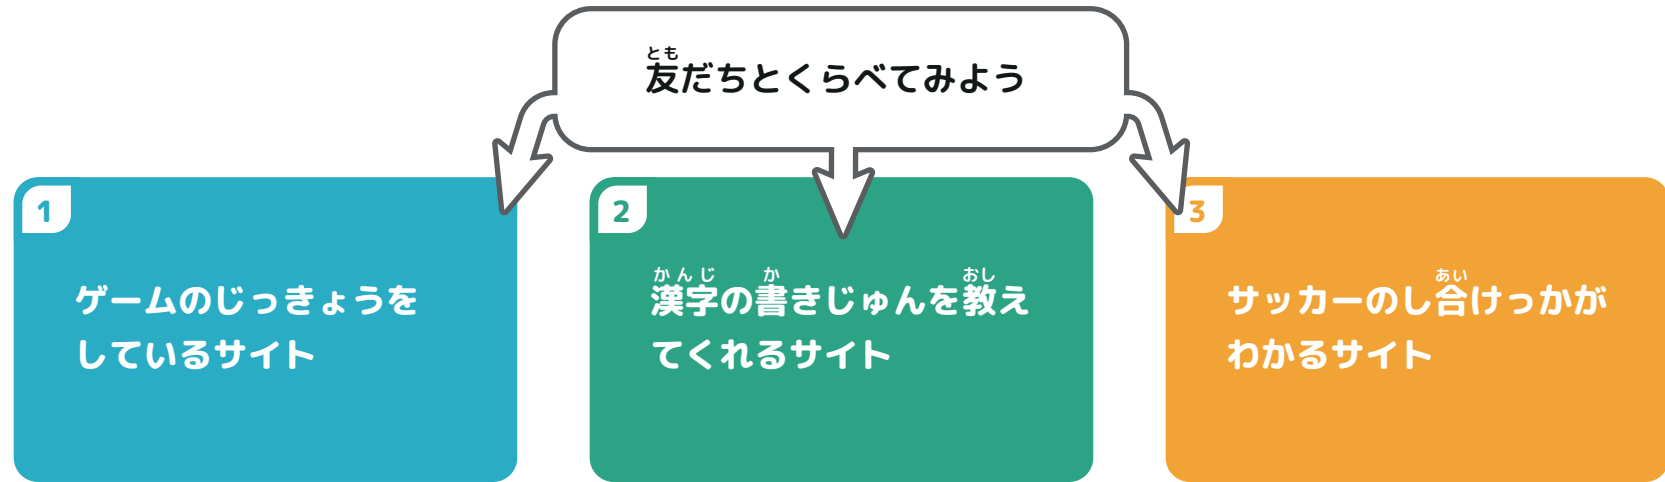 友だちとくらべてみよう
とも
1
ゲームのじっきょうを
しているサイト
2
かんじ か おし
漢字の書きじゅんを教え
てくれるサイト
3
あい
サッカーのし合けっかが
わかるサイト